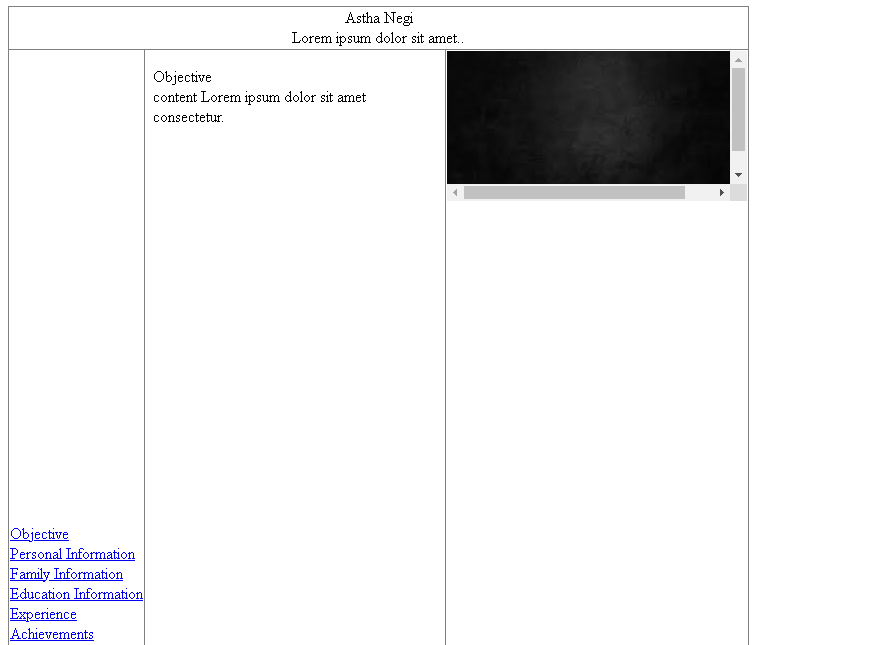 Astha Negi
Lorem ipsum dolor sit amet..
Objective
content Lorem ipsum dolor sit amet
consectetur.
Objective
Personal Information
Family Information
Education Information
Experience
Achievements